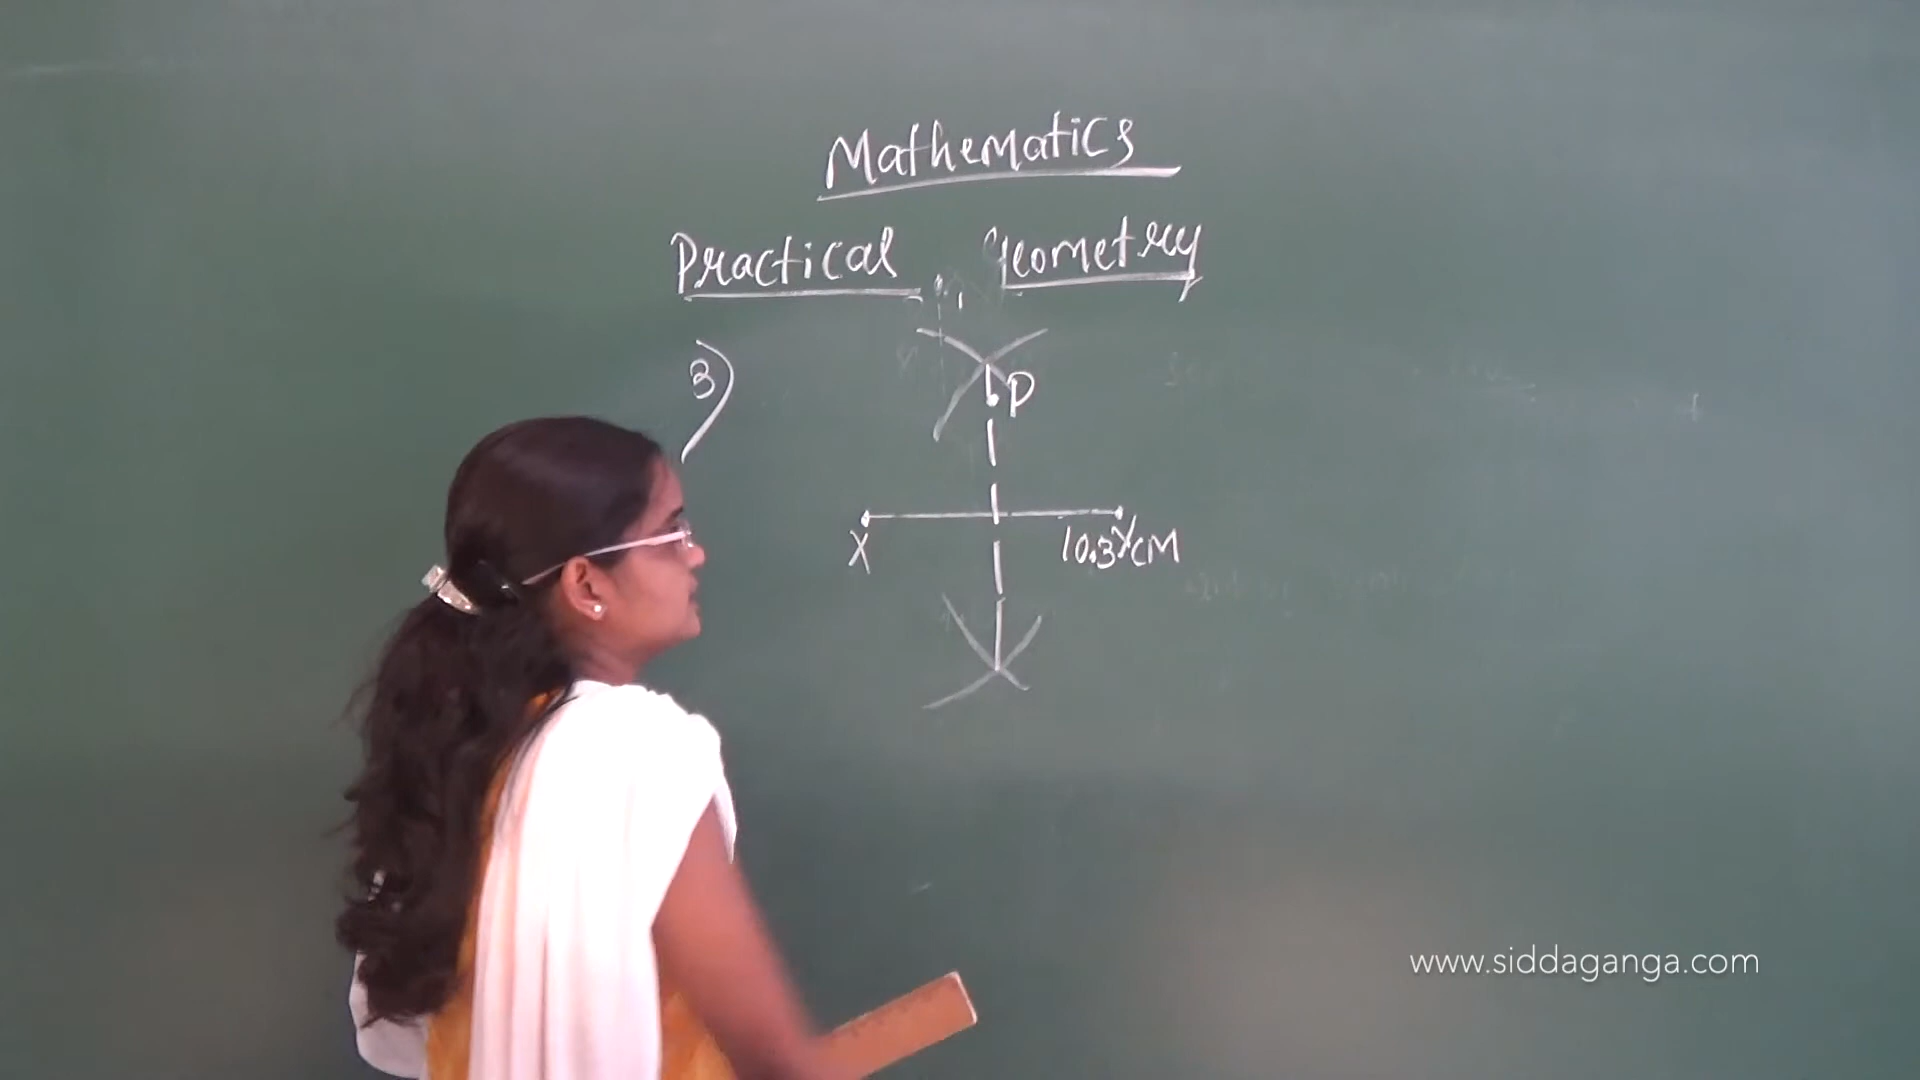 Mathematics
Practical Geometry
3)
P
X 10.3 Y CM
www.siddaganga.com